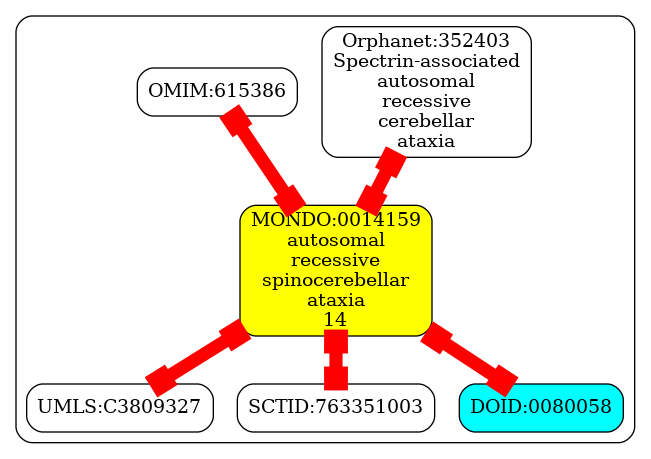 OMIM:615386
Orphanet:352403
Spectrin-associated
autosomal
recessive
cerebellar
ataxia
MONDO:0014159
autosomal
recessive
spinocerebellar
ataxia
14
UMLS:C3809327
SCTID:763351003
DOID:0080058